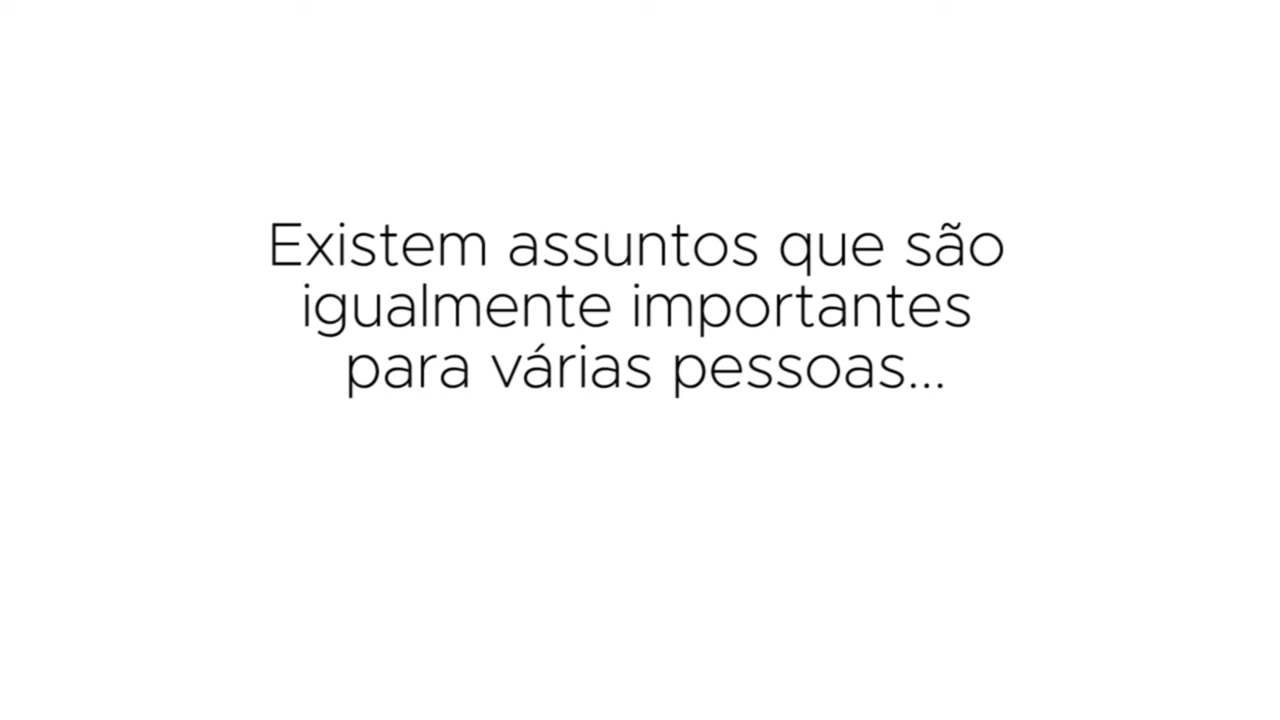 Existem assuntos que são
igualmente importantes
para várias pessoas...